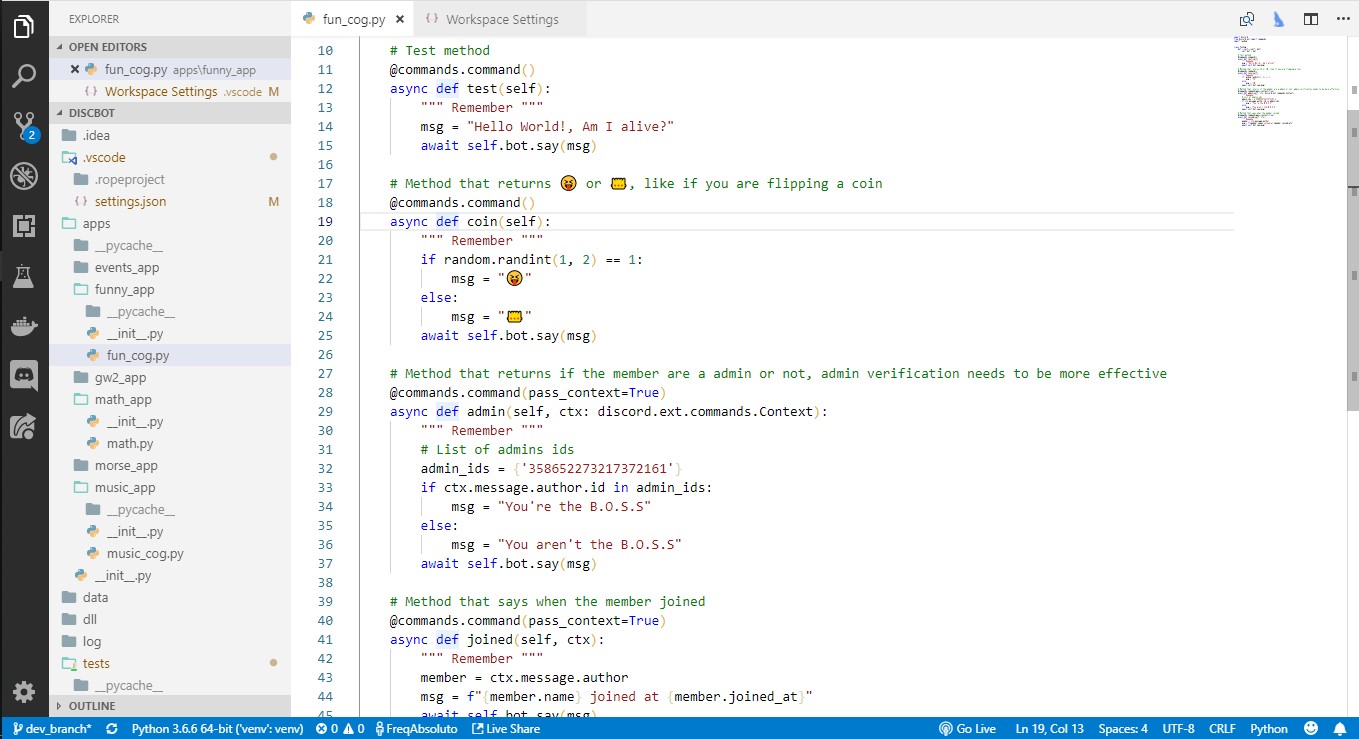 EXPLORER
OPEN EDITORS
fun_cog.py apps\funny_app
{ } Workspace Settings .vscode M
DISCBOT
.idea
.vscode
.ropeproject
{ } settings.json M
apps
__pycache__
events_app
funny_app
__pycache__
__init__.py
fun_cog.py
gw2_app
math_app
__init__.py
math.py
morse_app
music_app
__pycache__
__init__.py
music_cog.py
__init__.py
data
dll
log
tests
__pycache__
OUTLINE
2
fun_cog.py
{ } Workspace Settings
10 # Test method
11 @commands.command()
12 async def test(self):
13 """ Remember """
14 msg = "Hello World!, Am I alive?"
15 await self.bot.say(msg)
16
17 # Method that returns 😝 or 🎫, like if you are flipping a coin
18 @commands.command()
19 async def coin(self):
20 """ Remember """
21 if random.randint(1, 2) == 1:
22 msg = "😝"
23 else:
24 msg = "🎫"
25 await self.bot.say(msg)
26
27 # Method that returns if the member are a admin or not, admin verification needs to be more effective
28 @commands.command(pass_context=True)
29 async def admin(self, ctx: discord.ext.commands.Context):
30 """ Remember """
31 # List of admins ids
32 admin_ids = {'358652273217372161'}
33 if ctx.message.author.id in admin_ids:
34 msg = "You're the B.O.S.S"
35 else:
36 msg = "You aren't the B.O.S.S"
37 await self.bot.say(msg)
38
39 # Method that says when the member joined
40 @commands.command(pass_context=True)
41 async def joined(self, ctx):
42 """ Remember """
43 member = ctx.message.author
44 msg = f"{member.name} joined at {member.joined_at}"
45 await self.bot.say(msg)
dev_branch* Python 3.6.6 64-bit ('venv': venv) 0 0 FreqAbsoluto Live Share Go Live Ln 19, Col 13 Spaces: 4 UTF-8 CRLF Python